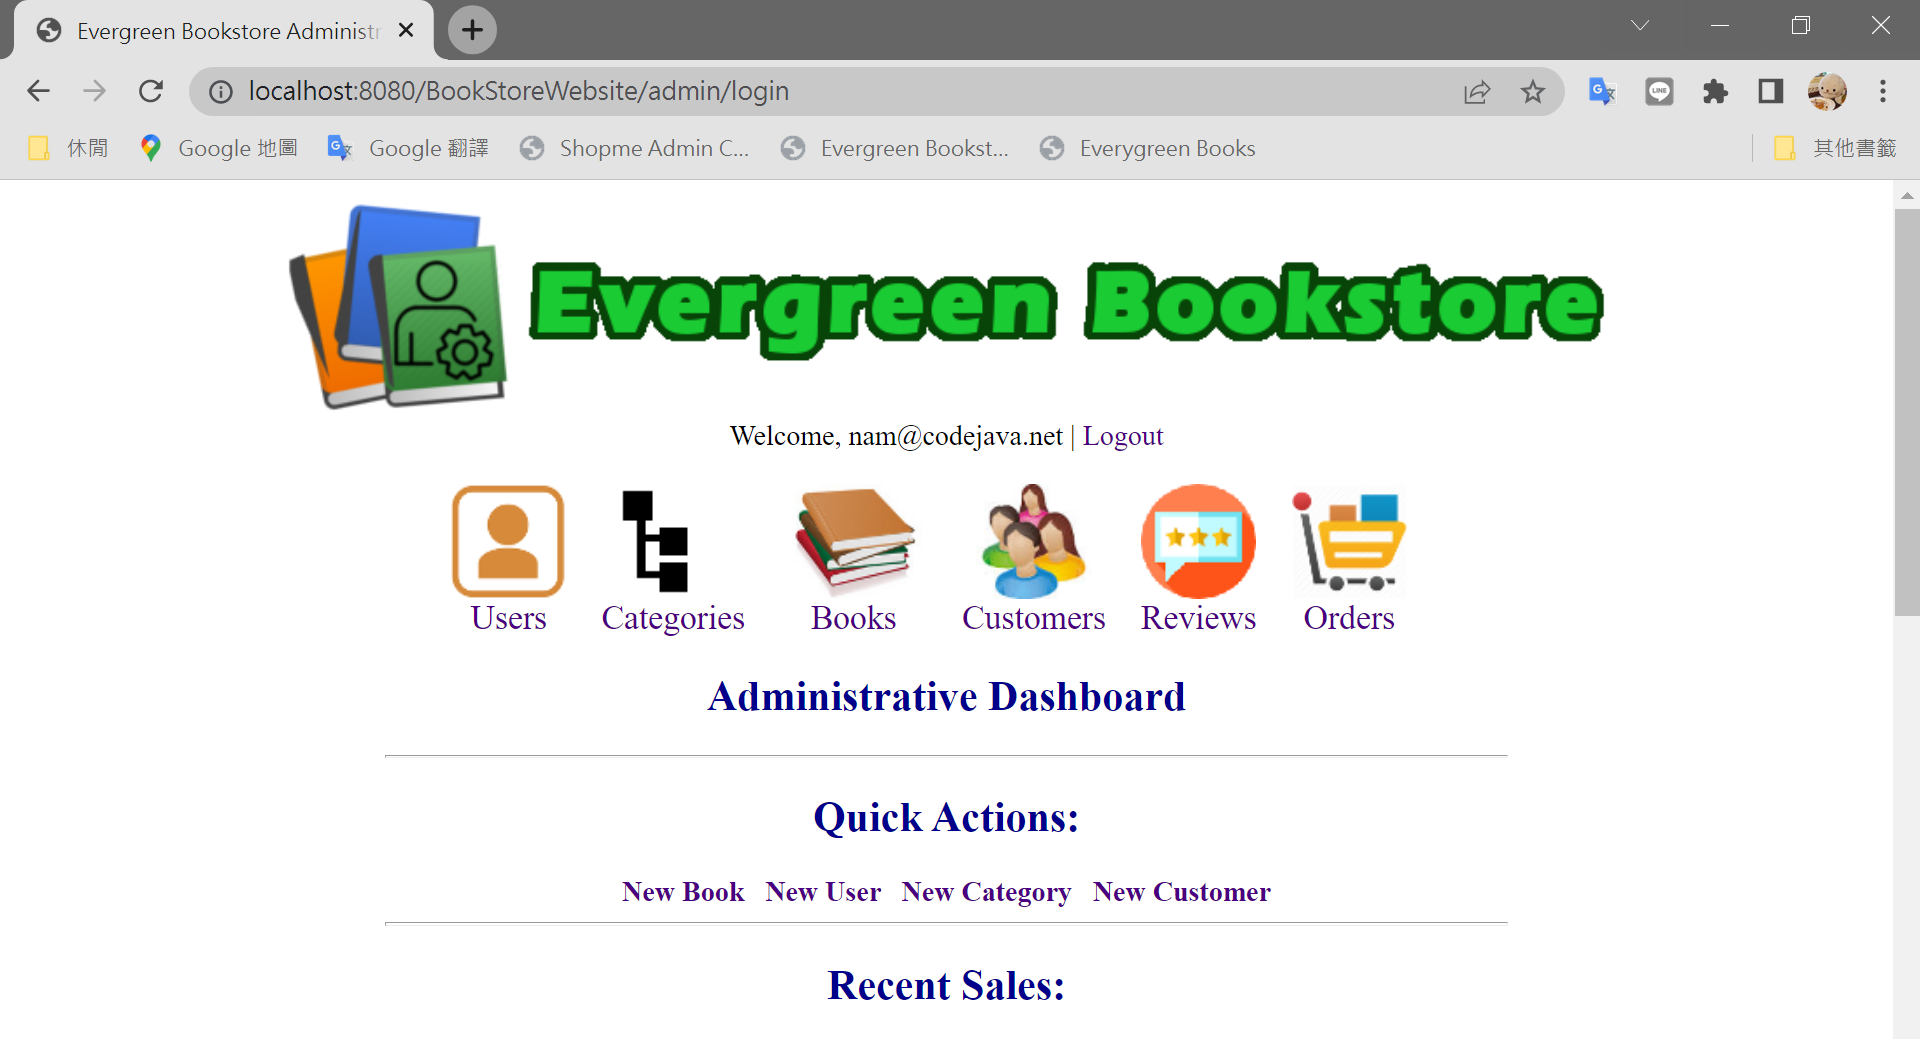 Evergreen Bookstore Administr
localhost:8080/BookStoreWebsite/admin/login
休閒 Google 地圖 Google 翻譯 Shopme Admin C... Evergreen Bookst... Everygreen Books 其他書籤
Evergreen Bookstore
Welcome, nam@codejava.net | Logout
Users Categories Books Customers Reviews Orders
Administrative Dashboard
Quick Actions:
New Book New User New Category New Customer
Recent Sales: